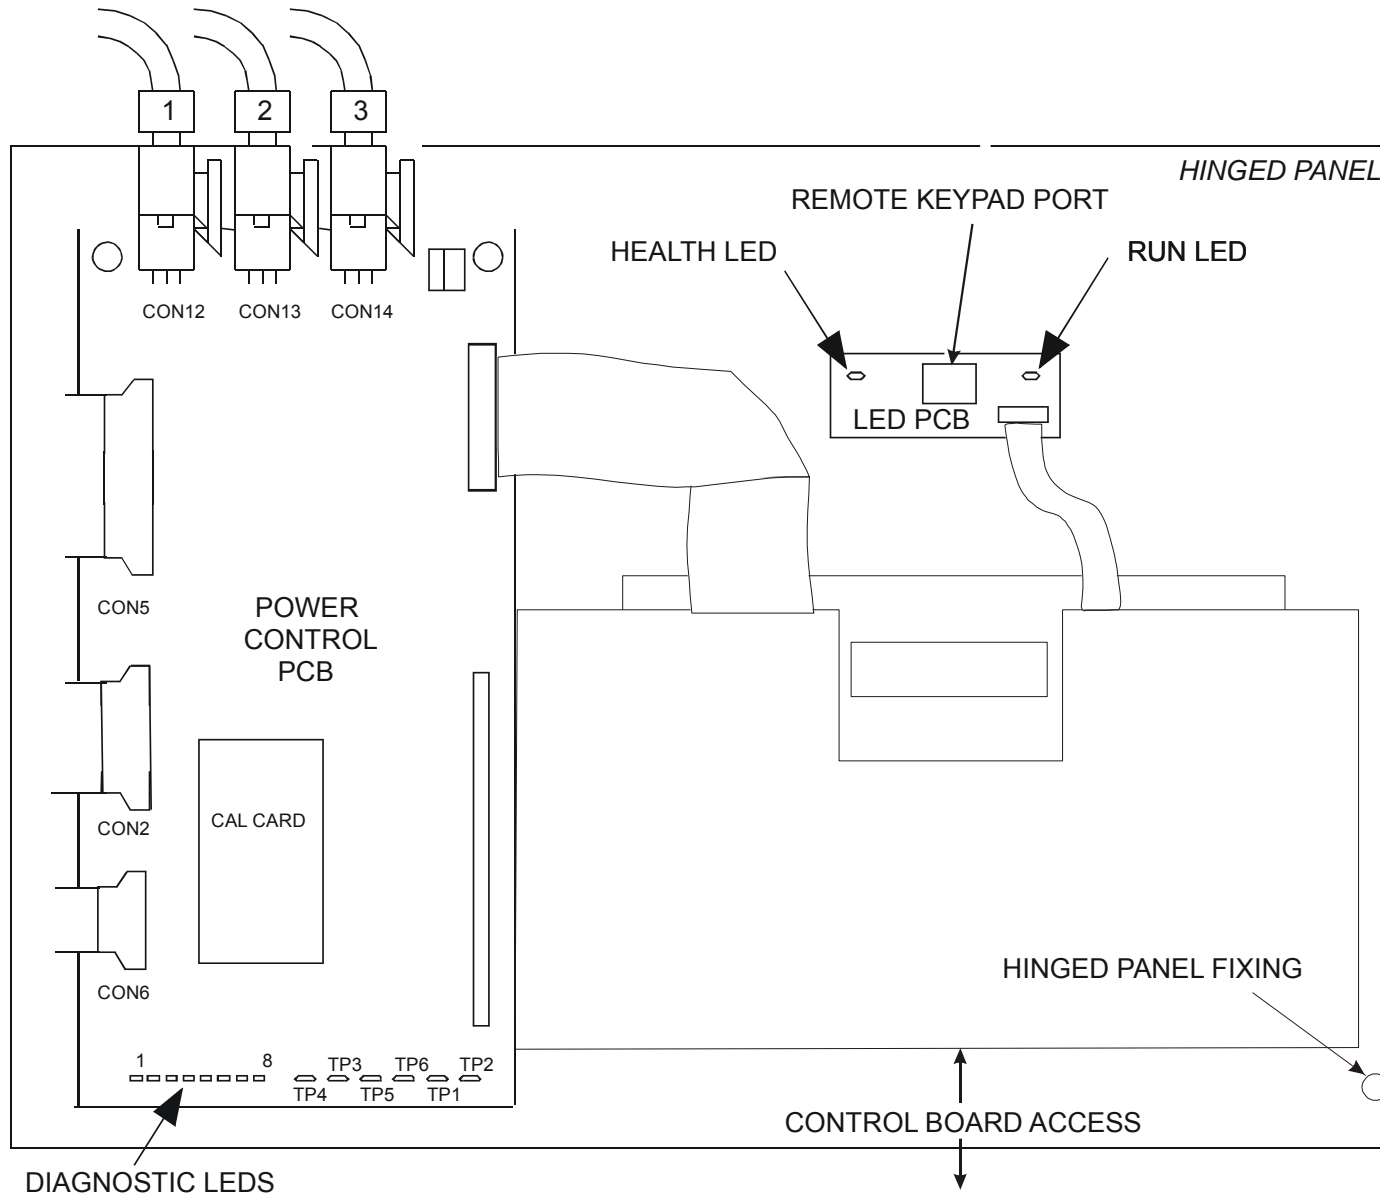 1 2 3
HINGED PANEL
REMOTE KEYPAD PORT
HEALTH LED
RUN LED
CON12 CON13 CON14
LED PCB
CON5
POWER
CONTROL
PCB
CAL CARD
CON2
HINGED PANEL FIXING
CON6
1 8
TP3 TP6 TP2
TP4 TP5 TP1
CONTROL BOARD ACCESS
DIAGNOSTIC LEDS